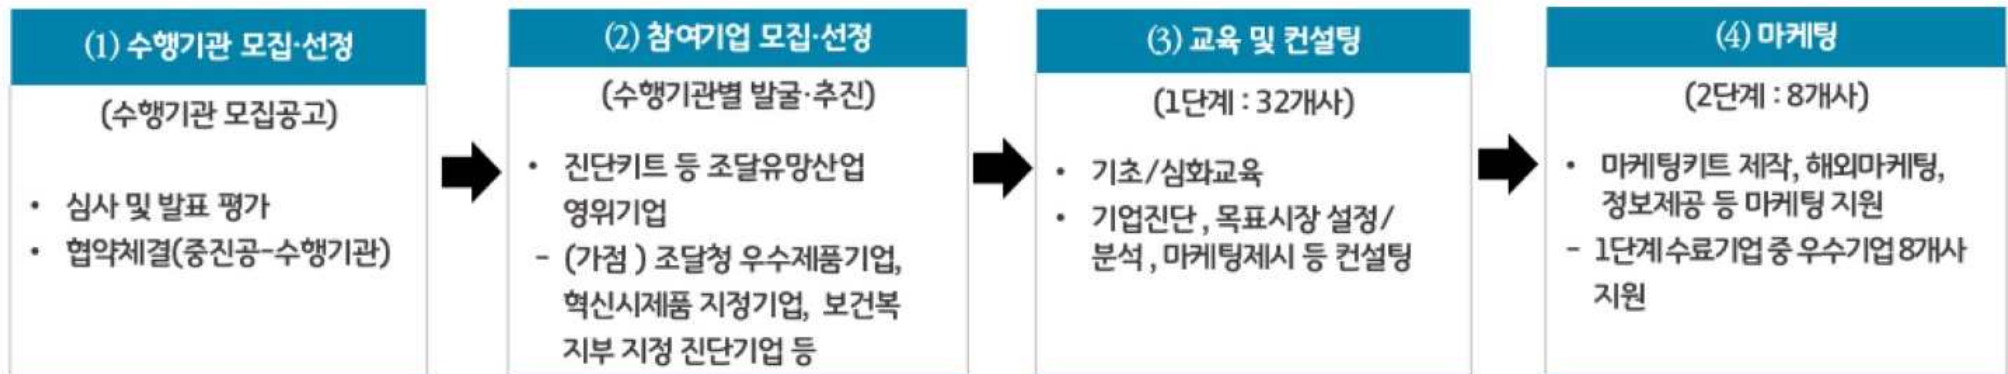 (1) 수행기관 모집·선정
(수행기관 모집공고)
• 심사 및 발표 평가
• 협약체결(중진공-수행기관)
(2) 참여기업 모집·선정
(수행기관별 발굴·추진)
• 진단키트 등 조달유망산업
영위기업
- (가점 ) 조달청 우수제품기업,
혁신시제품 지정기업, 보건복
지부 지정 진단기업 등
(3) 교육 및 컨설팅
(1단계 : 32개사)
• 기초/심화교육
• 기업진단 , 목표시장 설정/
분석 , 마케팅제시 등 컨설팅
(4) 마케팅
(2단계 : 8개사)
• 마케팅키트 제작, 해외마케팅,
정보제공 등 마케팅 지원
- 1단계 수료기업 중 우수기업 8개사
지원